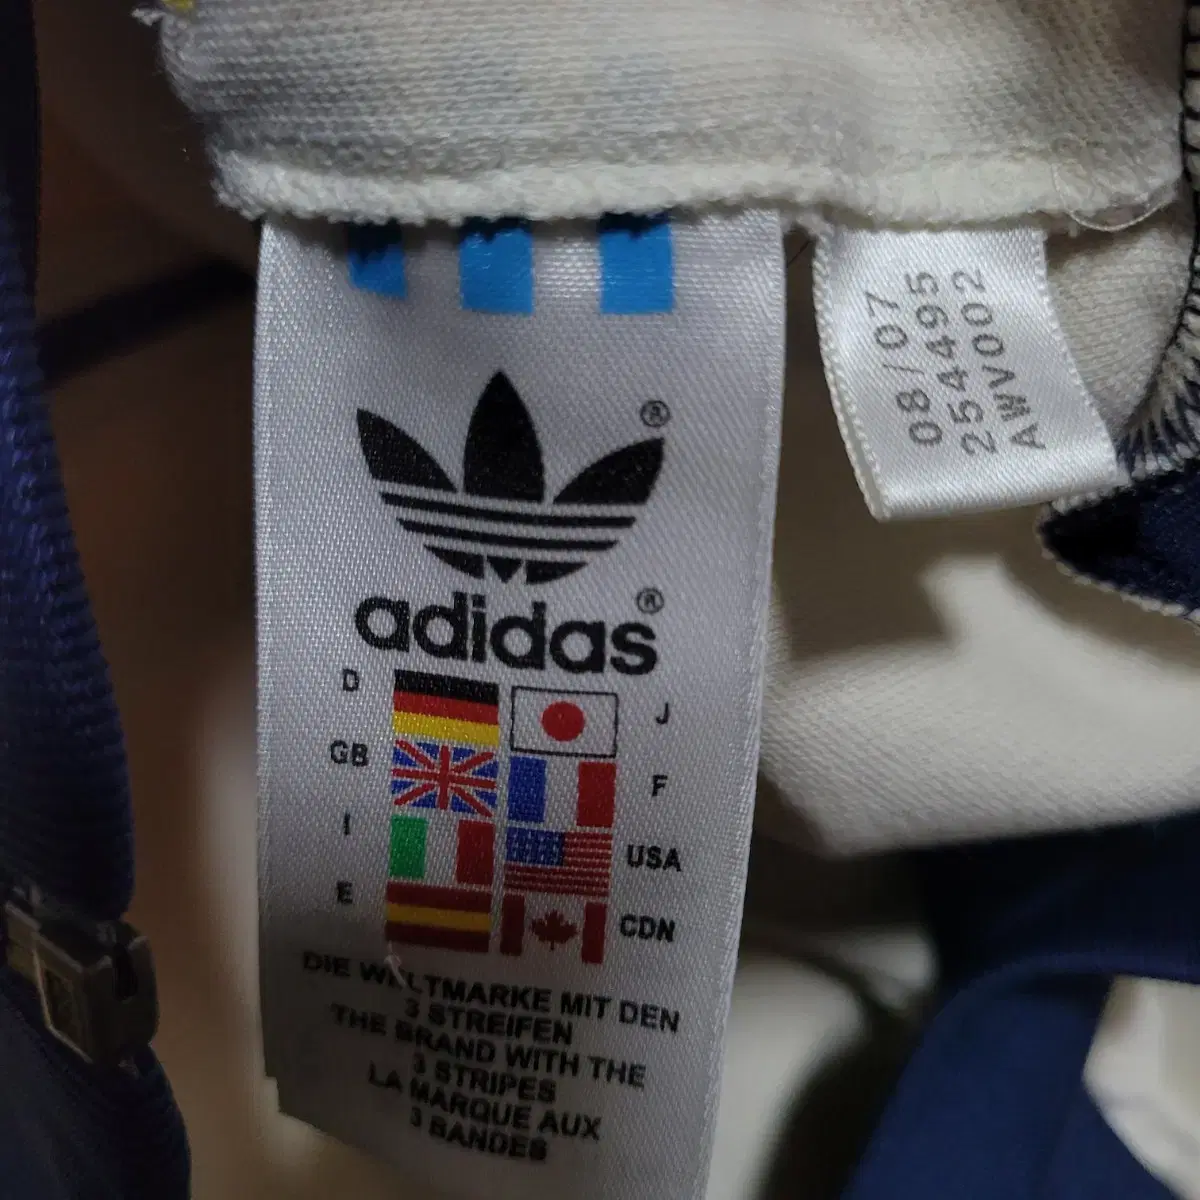 ®
adidas®
D
J
GB
F
I
USA
E
CDN
DIE WELTMARKE MIT DEN
3 STREIFEN
THE BRAND WITH THE
3 STRIPES
LA MARQUE AUX
3 BANDES
08/07
254495
AWV002